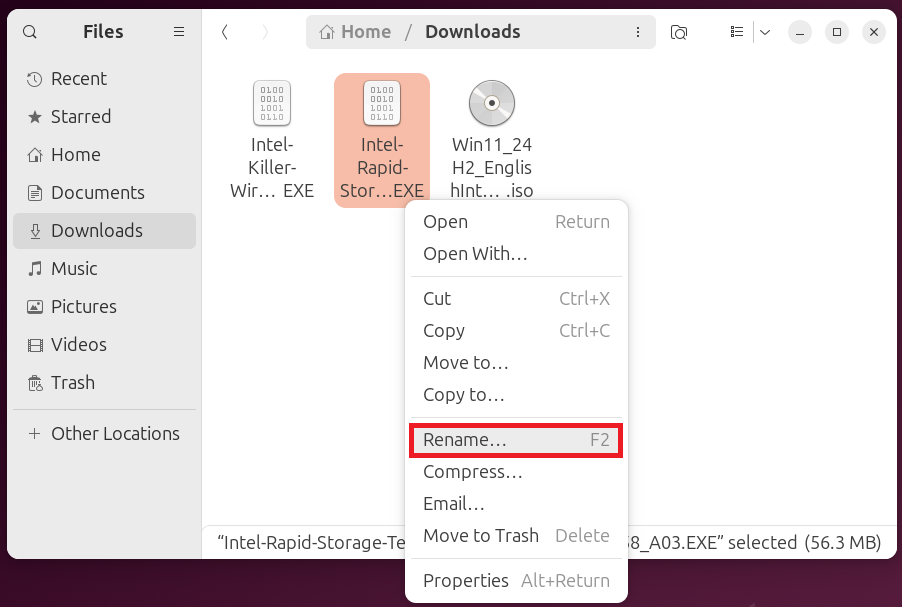 Files
Home / Downloads
Recent
Starred
Home
Documents
Downloads
Music
Pictures
Videos
Trash
+ Other Locations
0100
0010
1001
0110
Intel-
Killer-
Wir… EXE
0100
0010
1001
0110
Intel-
Rapid-
Stor…EXE
Win11_24
H2_Englis
hInt… .iso
Open Return
Open With…
Cut Ctrl+X
Copy Ctrl+C
Move to…
Copy to…
Rename… F2
Compress…
Email…
Move to Trash Delete
Properties Alt+Return
“Intel-Rapid-Storage-Te
8_A03.EXE” selected (56.3 MB)